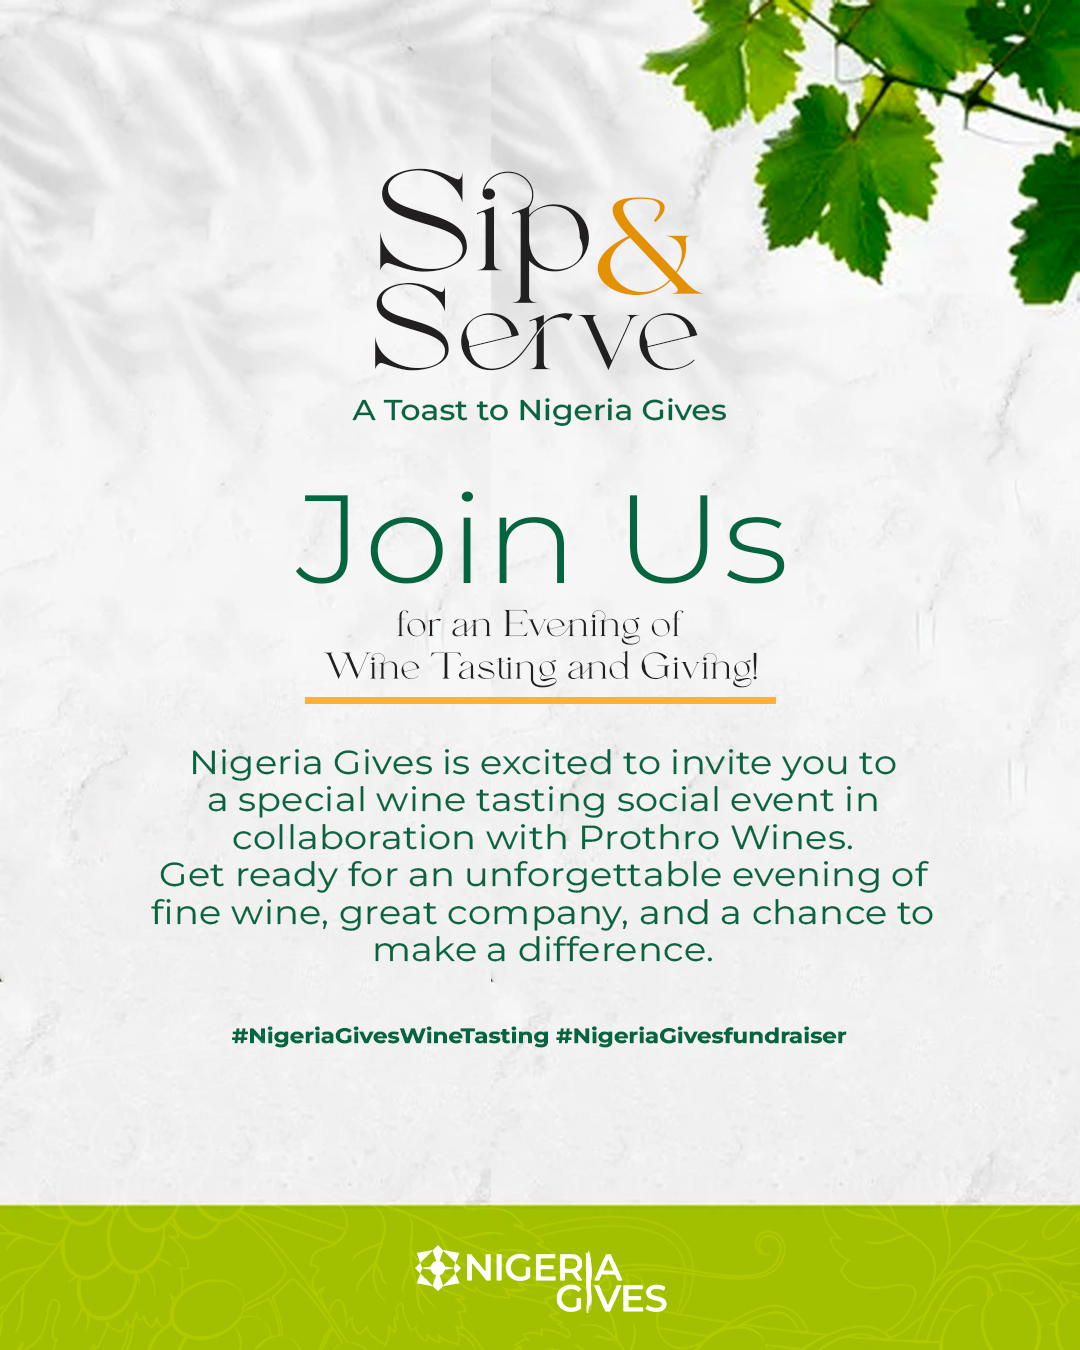 Sip &
Serve
A Toast to Nigeria Gives
Join Us
for an Evening of
Wine Tasting and Giving!
Nigeria Gives is excited to invite you to
a special wine tasting social event in
collaboration with Prothro Wines.
Get ready for an unforgettable evening of
fine wine, great company, and a chance to
make a difference.
#NigeriaGivesWineTasting #NigeriaGivesfundraiser
NIGERIA
GIVES